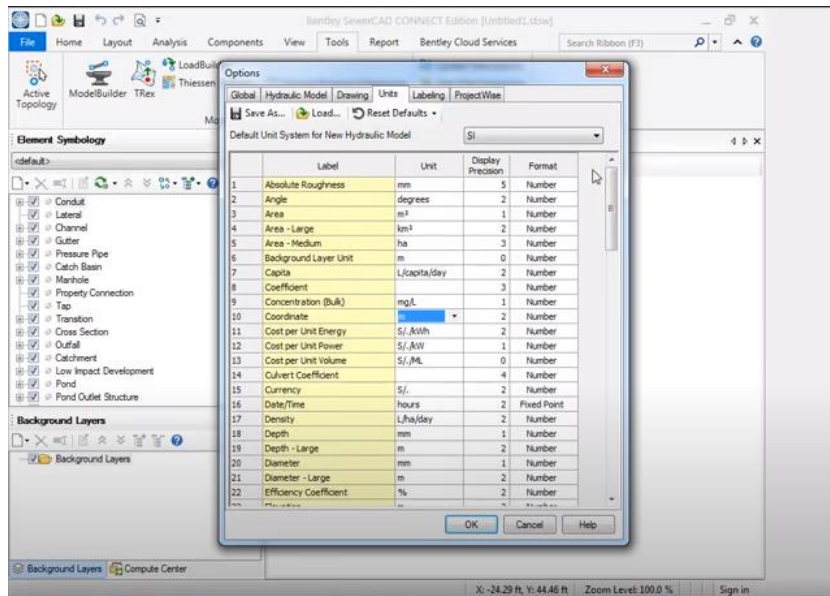 Bentley SewerCAD CONNECT Edition [Untitled1.stsw]
File Home Layout Analysis Components View Tools Report Bentley Cloud Services Search Ribbon (F3)
Active Topology
ModelBuilder
TRex
LoadBuil
Thiessen
Mo
Element Symbology
<default>
Conduit
Lateral
Channel
Gutter
Pressure Pipe
Catch Basin
Manhole
Property Connection
Tap
Transition
Cross Section
Outfall
Catchment
Low Impact Development
Pond
Pond Outlet Structure
Background Layers
Background Layers
Background Layers Compute Center
Options
Global Hydraulic Model Drawing Units Labeling ProjectWise
Save As... Load... Reset Defaults
Default Unit System for New Hydraulic Model SI
Label Unit Display Precision Format
1 Absolute Roughness mm 5 Number
2 Angle degrees 2 Number
3 Area m² 1 Number
4 Area - Large km² 2 Number
5 Area - Medium ha 3 Number
6 Background Layer Unit m 0 Number
7 Capita L/capita/day 2 Number
8 Coefficient 3 Number
9 Concentration (Bulk) mg/L 1 Number
10 Coordinate m 2 Number
11 Cost per Unit Energy S/./kWh 2 Number
12 Cost per Unit Power S/./kW 1 Number
13 Cost per Unit Volume S/./ML 0 Number
14 Culvert Coefficient 4 Number
15 Currency S/. 2 Number
16 Date/Time hours 2 Fixed Point
17 Density L/ha/day 2 Number
18 Depth mm 1 Number
19 Depth - Large m 2 Number
20 Diameter mm 1 Number
21 Diameter - Large m 2 Number
22 Efficiency Coefficient % 2 Number
OK Cancel Help
X: -24.29 ft, Y: 44.46 ft Zoom Level: 100.0 % Sign in